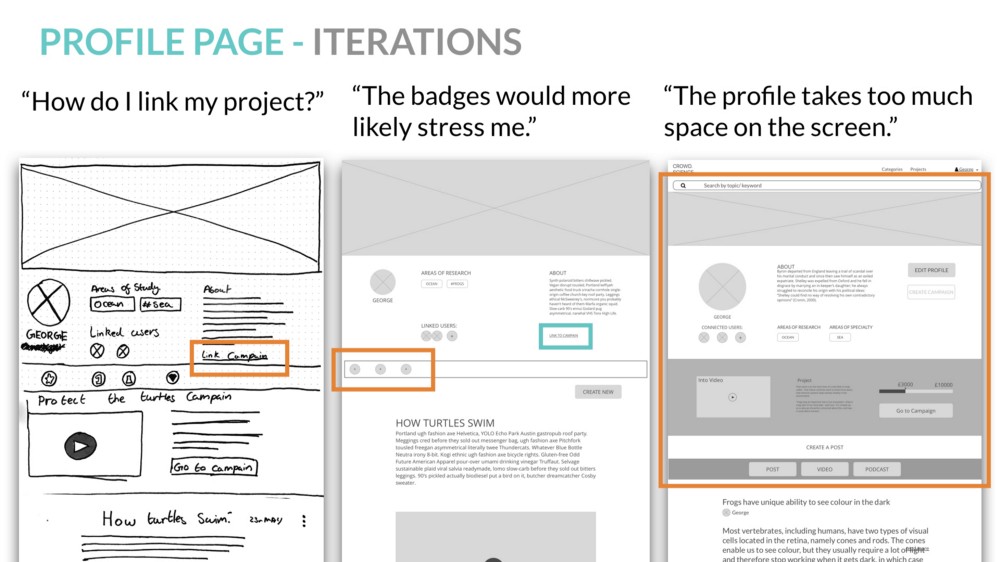 PROFILE PAGE - ITERATIONS
“How do I link my project?”
“The badges would more
likely stress me.”
“The profile takes too much
space on the screen.”
Areas of Study
Ocean
#Sea
About
GEORGE
Linked users
Link Campain
Protect the turtles Campain
Go to campain
How turtles Swim?
23-MAY
AREAS OF RESEARCH
OCEAN
ABOUT
GEORGE
LINKED USERS:
CREATE NEW
HOW TURTLES SWIM
Portland ugh fashion axe Helvetica, YOLO Echo Park Austin gastropub roof party.
Meggings cred before they sold out messenger bag, ugh fashion axe Pitchfork
tousled freegan asymmetrical literally twee Thundercats. Whatever Blue Bottle
Neutra irony 8-bit. Kogi ethnic ugh fashion axe bicycle rights. Gluten-free Odd
Future American Apparel pour-over umami drinking vinegar Truffaut. Selvage
sustainable plaid viral salvia readymade, lomo slow-carb before they sold out bitters
leggings. 90's pickled actually biodiesel put a bird on it, butcher dreamcatcher Cosby
sweater.
CROWD
Categories
Projects
George
Search by topic/ keyword
ABOUT
EDIT PROFILE
CREATE CAMPAIGN
GEORGE
CONNECTED USERS:
AREAS OF RESEARCH
AREAS OF SPECIALTY
OCEAN
SEA
Into Video
Project
£3000
£10000
Go to Campaign
CREATE A POST
POST
VIDEO
PODCAST
Frogs have unique ability to see colour in the dark
George
Most vertebrates, including humans, have two types of visual
cells located in the retina, namely cones and rods. The cones
enable us to see colour, but they usually require a lot of light
and therefore stop working when it gets dark, in which case